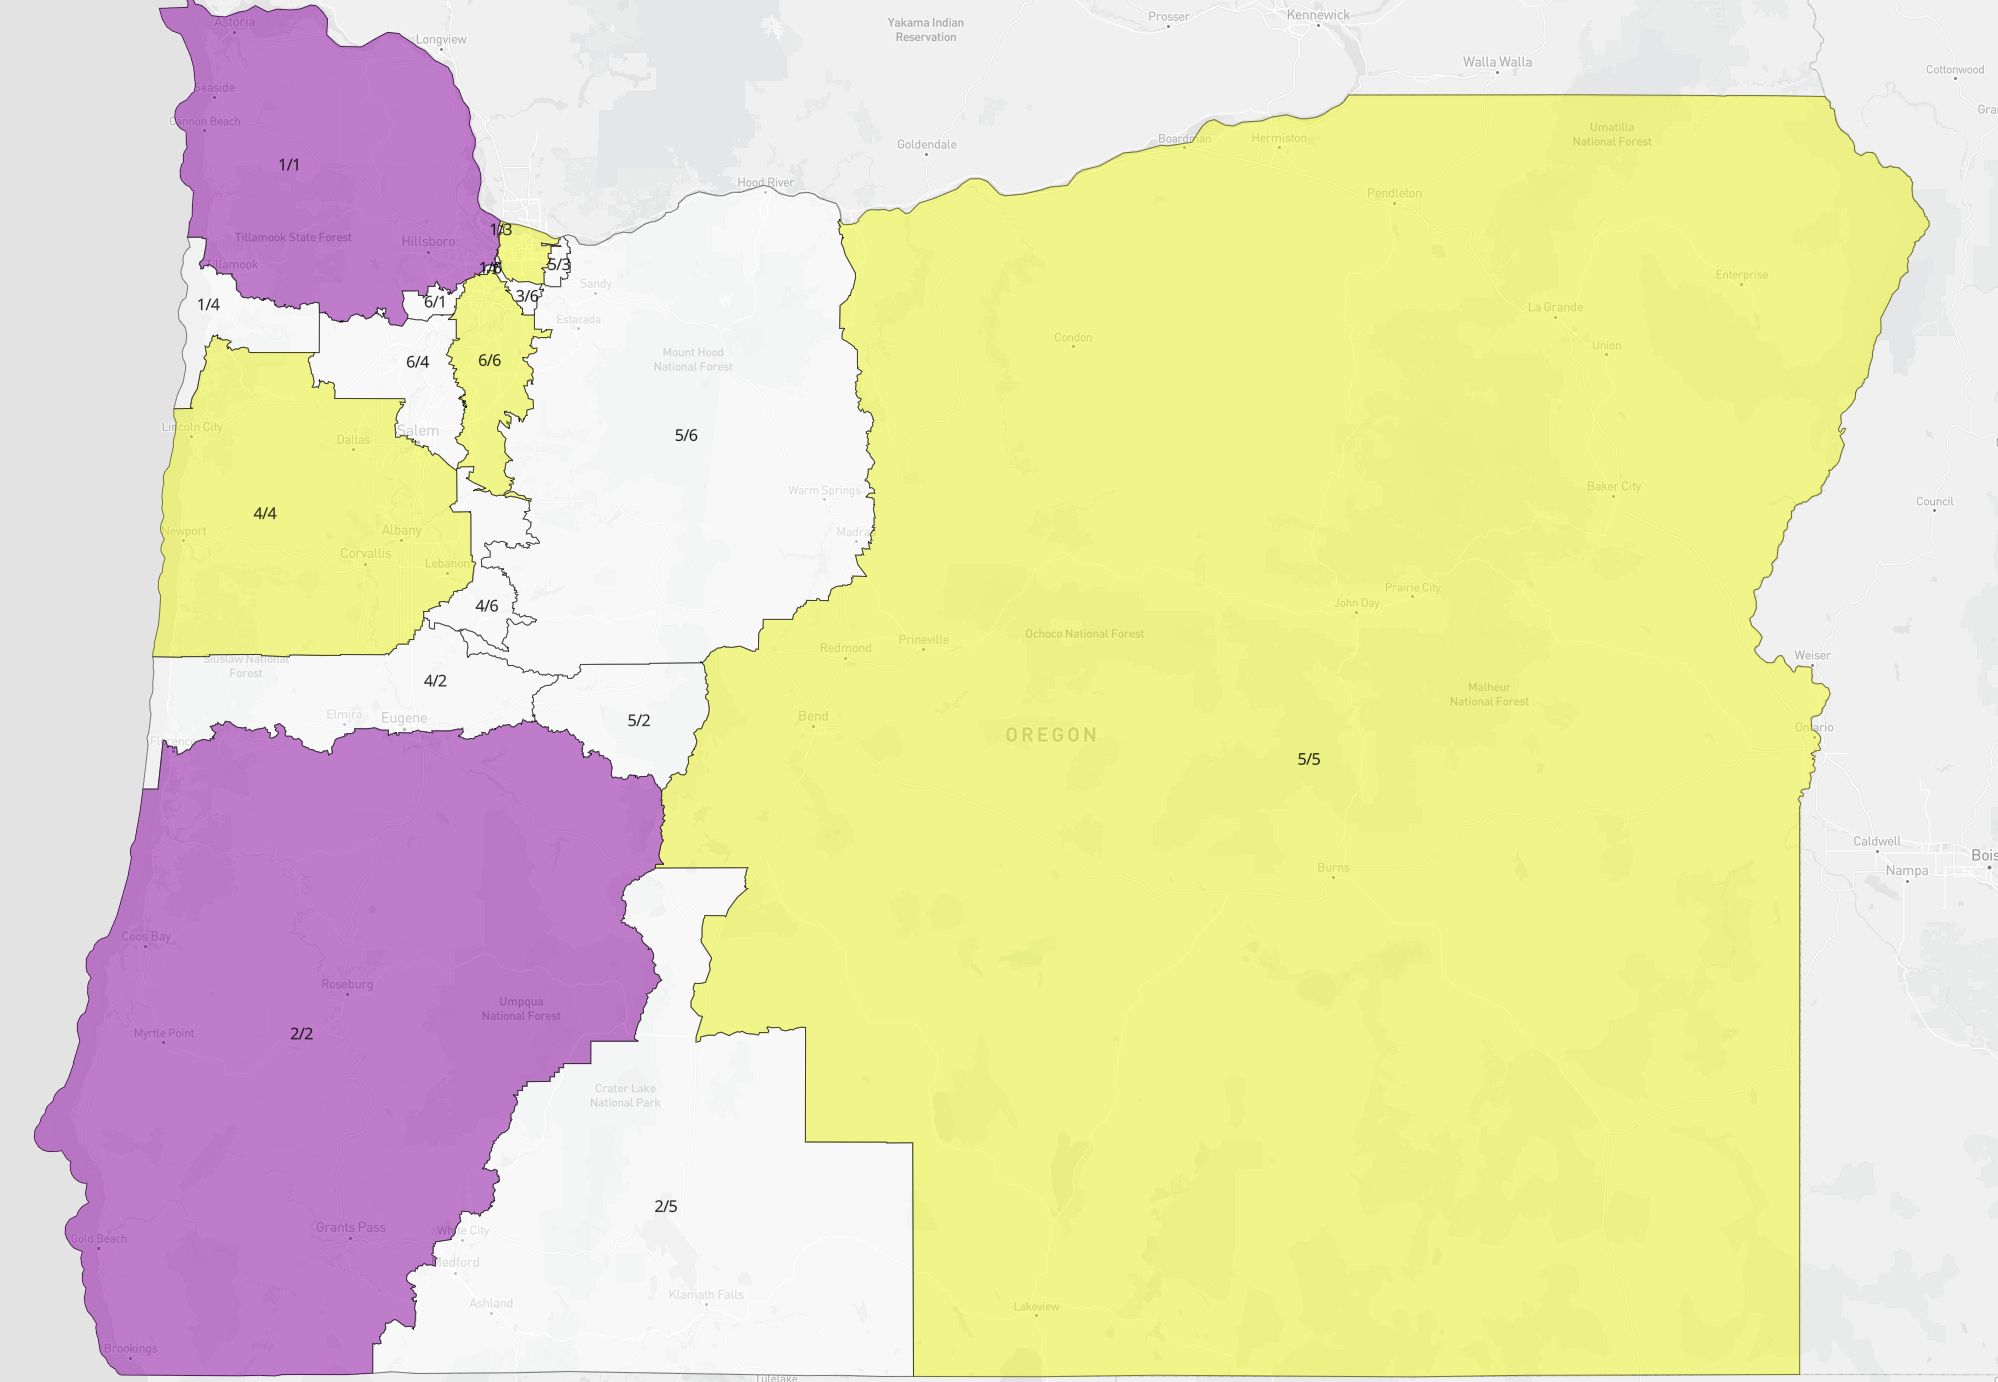 Astoria
Longview
Yakama Indian
Reservation
Prosser
Kennewick
Walla Walla
Cottonwood
Seaside
Cannon Beach
Goldendale
Boardman
Hermiston
Umatilla
National Forest
1/1
Hood River
Pendleton
Tillamook State Forest
Hillsboro
1/3
Tillamook
5/3
Sandy
Enterprise
1/4
6/1
3/6
Estacada
La Grande
Condon
Union
6/4
6/6
Mount Hood
National Forest
Lincoln City
Dallas
Salem
5/6
Warm Springs
Baker City
Council
4/4
Newport
Albany
Madras
Corvallis
Lebanon
4/6
Prairie City
John Day
Ochoco National Forest
Prineville
Redmond
Siuslaw National
Forest
Weiser
4/2
Malheur
National Forest
Elmira
Eugene
5/2
Bend
OREGON
Ontario
Florence
5/5
Caldwell
Bois
Nampa
Burns
Coos Bay
Roseburg
Umpqua
National Forest
Myrtle Point
2/2
Crater Lake
National Park
2/5
Grants Pass
White City
Gold Beach
Medford
Klamath Falls
Ashland
Lakeview
Brookings
Tulelake